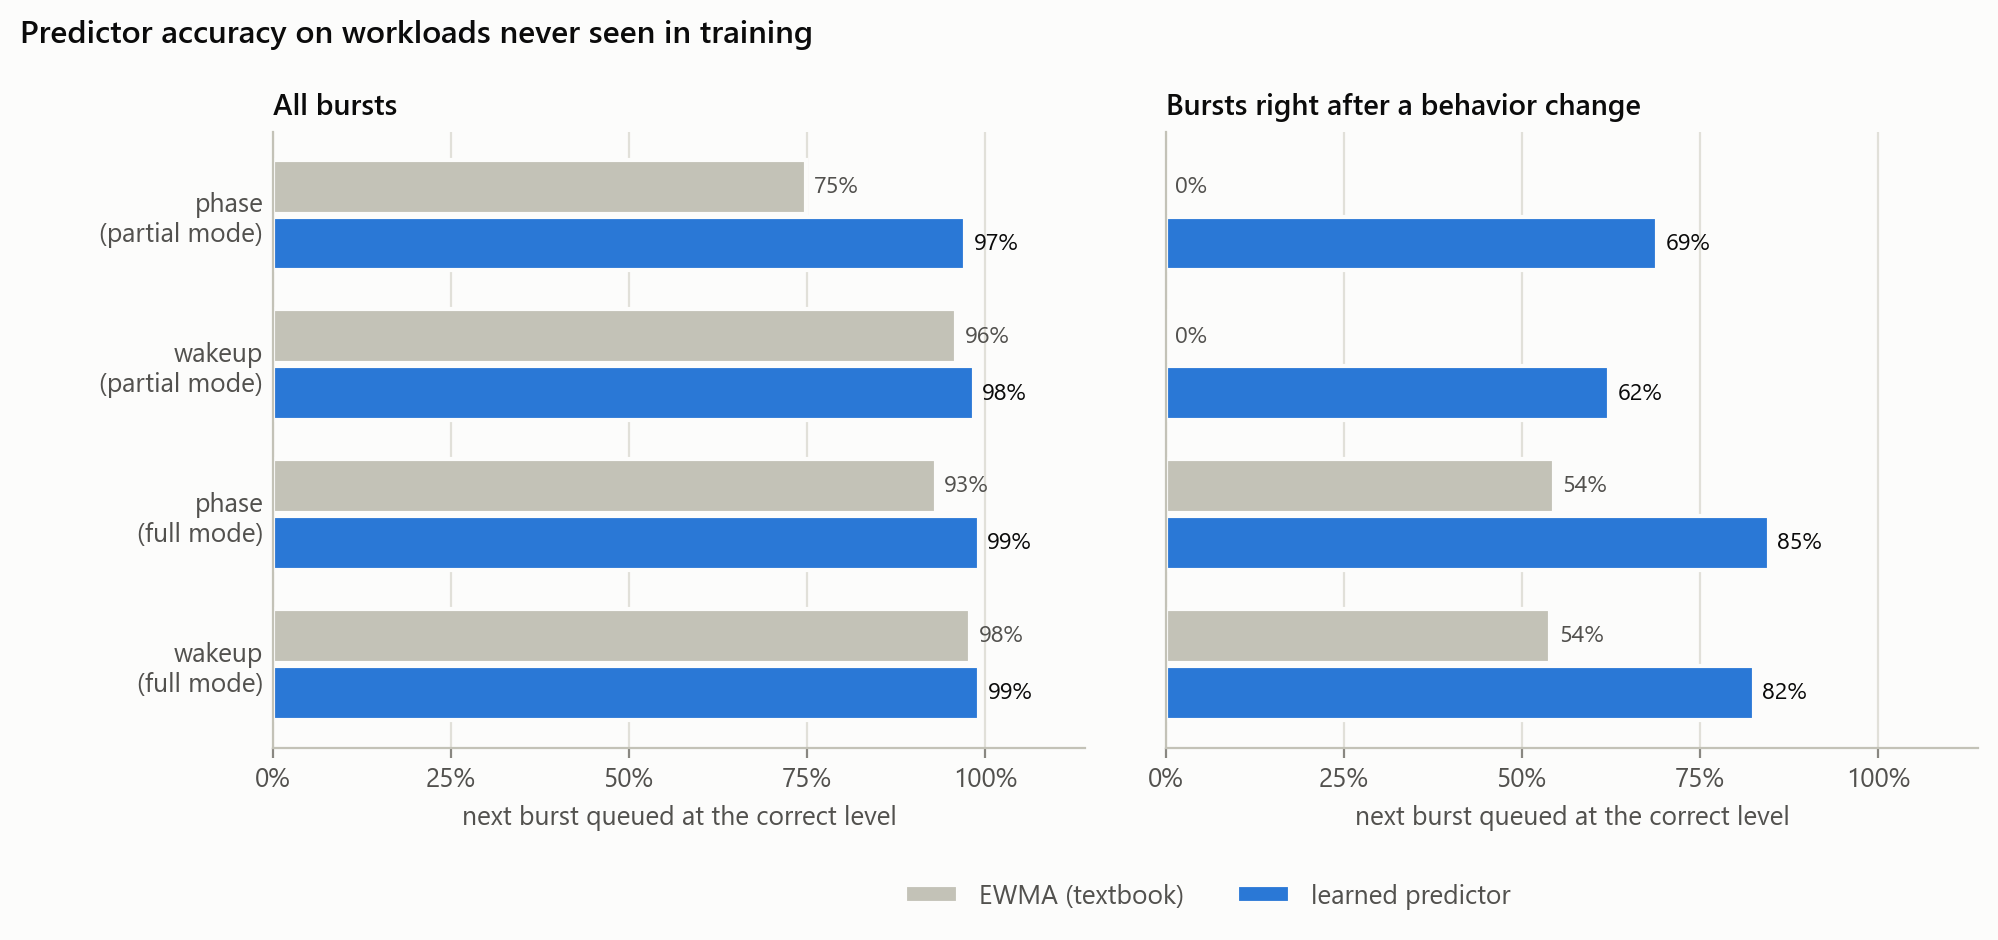 Predictor accuracy on workloads never seen in training
All bursts
phase
(partial mode)
75%
97%
wakeup
(partial mode)
96%
98%
phase
(full mode)
93%
99%
wakeup
(full mode)
98%
99%
0% 25% 50% 75% 100%
next burst queued at the correct level
Bursts right after a behavior change
0%
69%
0%
62%
54%
85%
54%
82%
0% 25% 50% 75% 100%
next burst queued at the correct level
EWMA (textbook) learned predictor